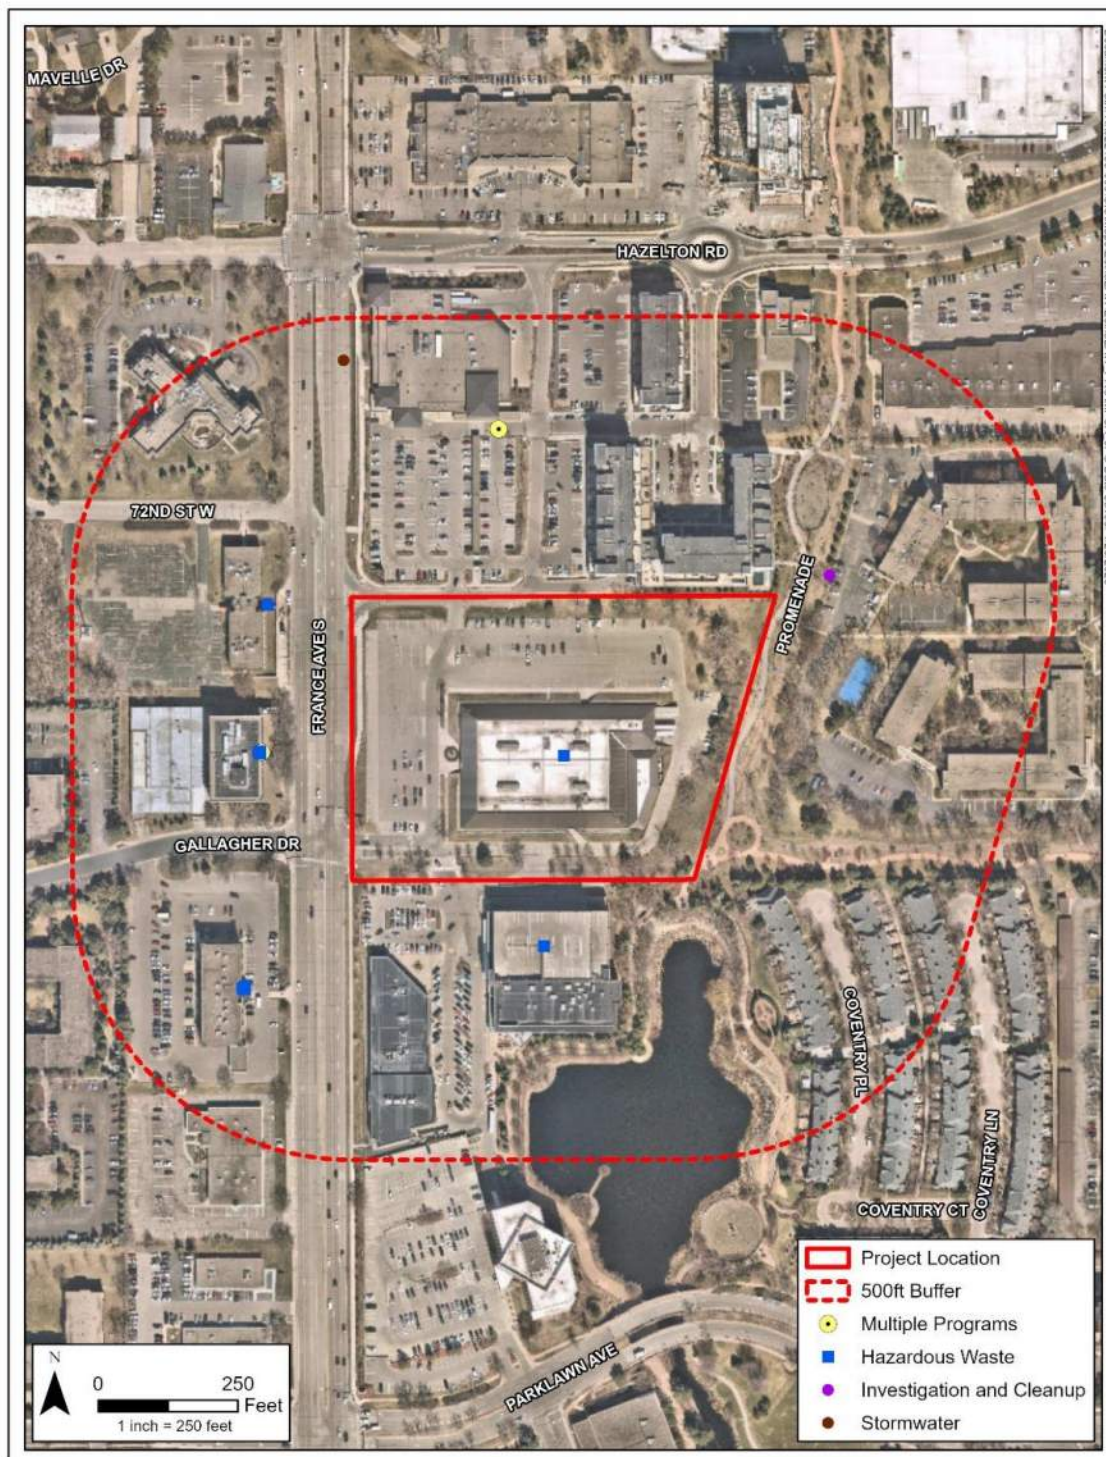 MAVELLE DR
HAZELTON RD
72ND ST W
FRANCE AVE S
PROMENADE
GALLAGHER DR
COVENTRY PL
COVENTRY LN
COVENTRY CT
PARKLAWN AVE
N
0 250
Feet
1 inch = 250 feet
Project Location
500ft Buffer
Multiple Programs
Hazardous Waste
Investigation and Cleanup
Stormwater